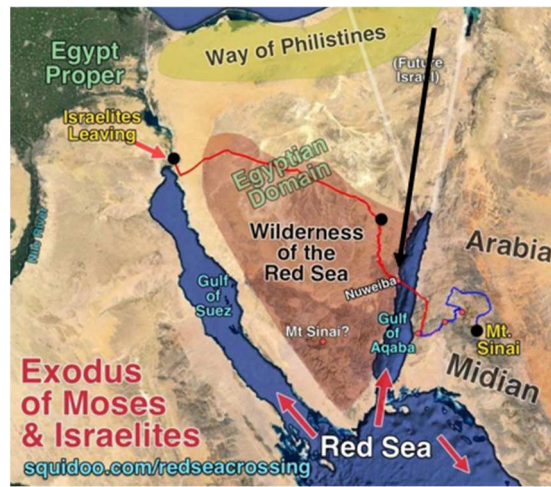 Egypt
Proper
Way of Philistines
(Future
Israel)
Israelites
Leaving
Egyptian
Domain
Nile River
Wilderness
of the
Red Sea
Arabia
Nuweiba
Gulf
of
Suez
Gulf
of
Aqaba
Mt Sinai?
Mt.
Sinai
Midian
Exodus
of Moses
& Israelites
Red Sea
squidoo.com/redseacrossing